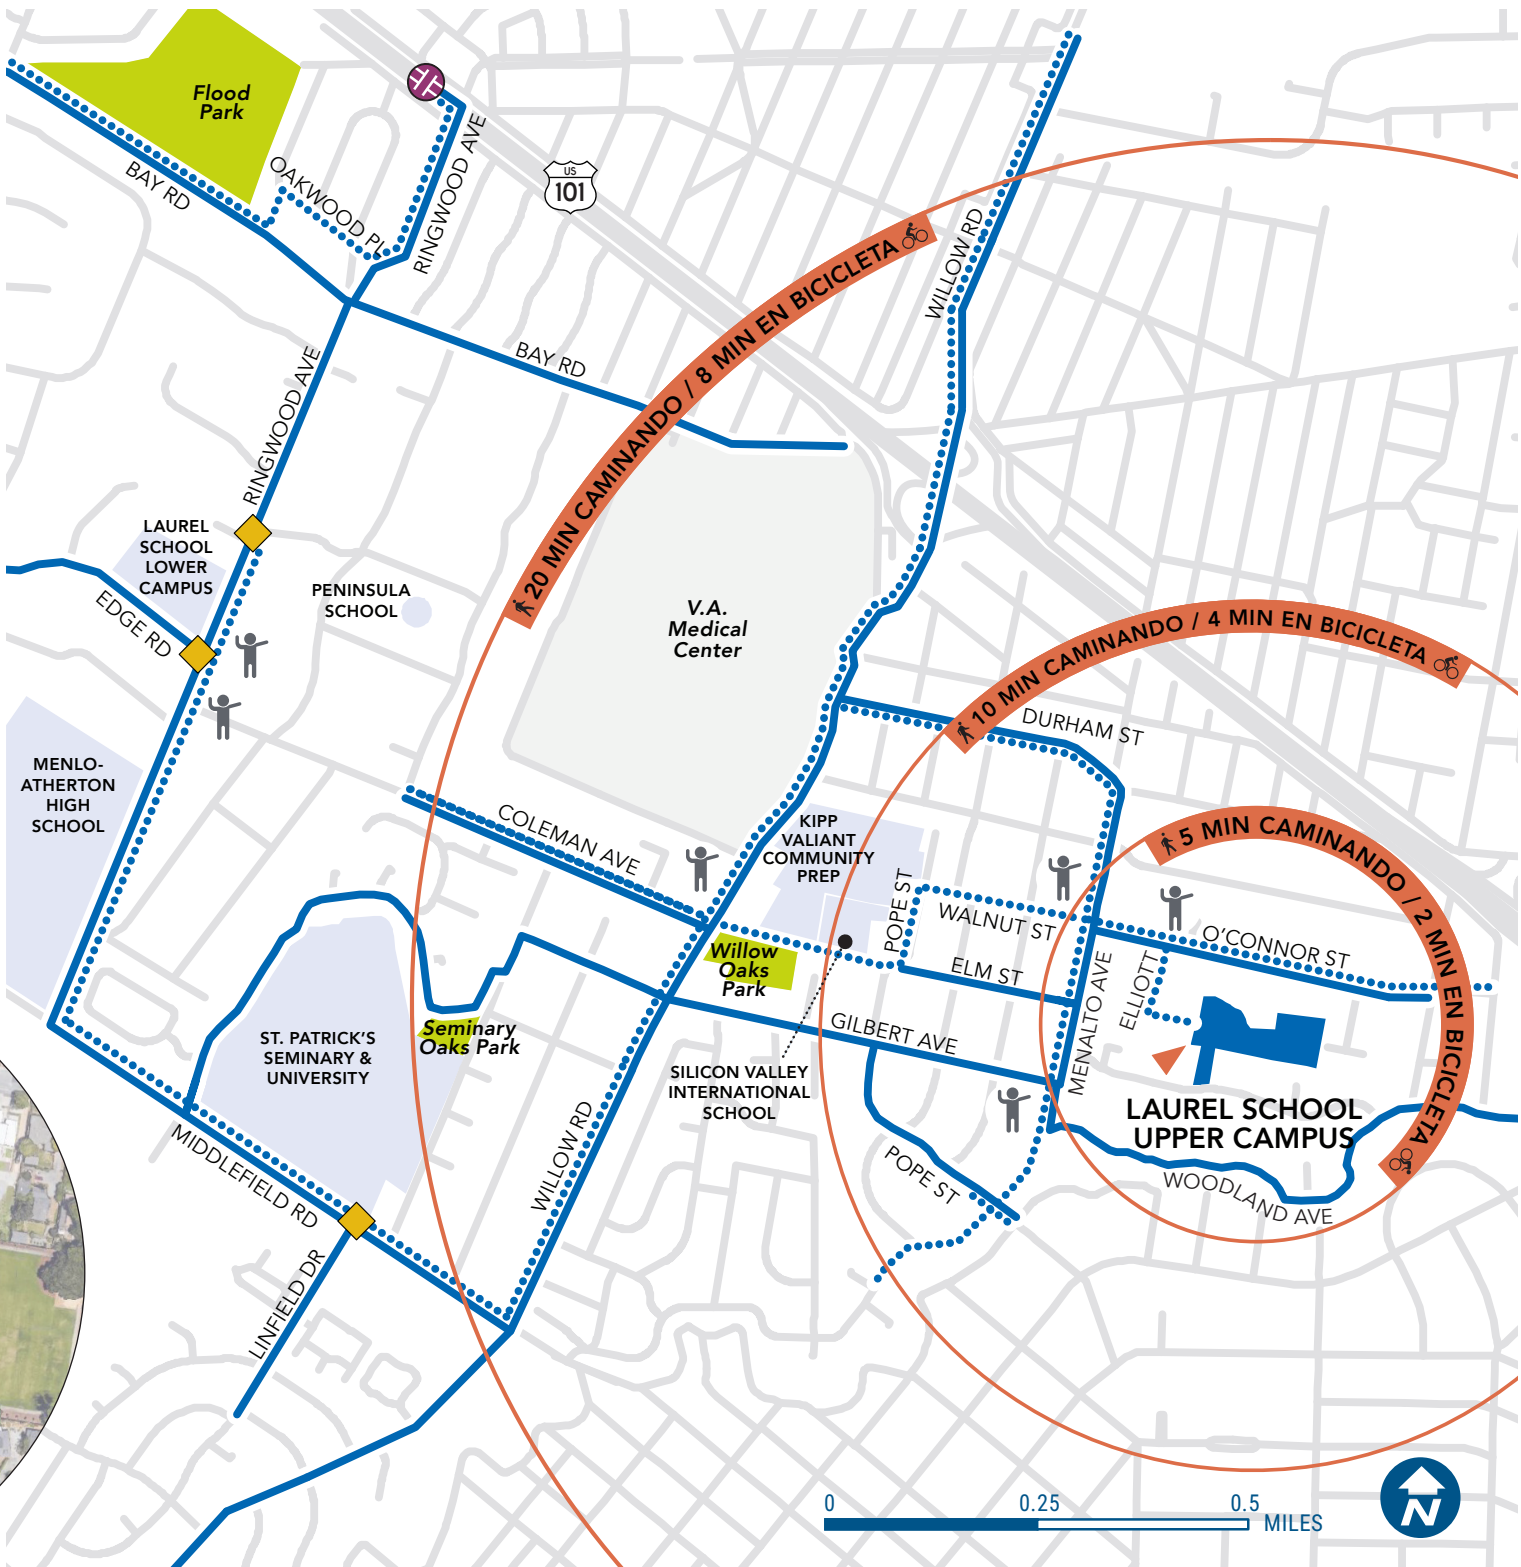 Flood
Park
BAY RD
OAKWOOD PL
RINGWOOD AVE
US
101
WILLOW RD
20 MIN CAMINANDO / 8 MIN EN BICICLETA
BAY RD
RINGWOOD AVE
LAUREL
SCHOOL
LOWER
CAMPUS
EDGE RD
PENINSULA
SCHOOL
V.A.
Medical
Center
10 MIN CAMINANDO / 4 MIN EN BICICLETA
DURHAM ST
MENLO-
ATHERTON
HIGH
SCHOOL
COLEMAN AVE
KIPP
VALIANT
COMMUNITY
PREP
5 MIN CAMINANDO / 2 MIN EN BICICLETA
POPE ST
WALNUT ST
O'CONNOR ST
ELM ST
ELLIOTT
MENALTO AVE
Willow
Oaks
Park
GILBERT AVE
Seminary
Oaks Park
ST. PATRICK'S
SEMINARY &
UNIVERSITY
SILICON VALLEY
INTERNATIONAL
SCHOOL
LAUREL SCHOOL
UPPER CAMPUS
MIDDLEFIELD RD
WILLOW RD
POPE ST
WOODLAND AVE
LINFIELD DR
0 0.25 0.5
MILES
N